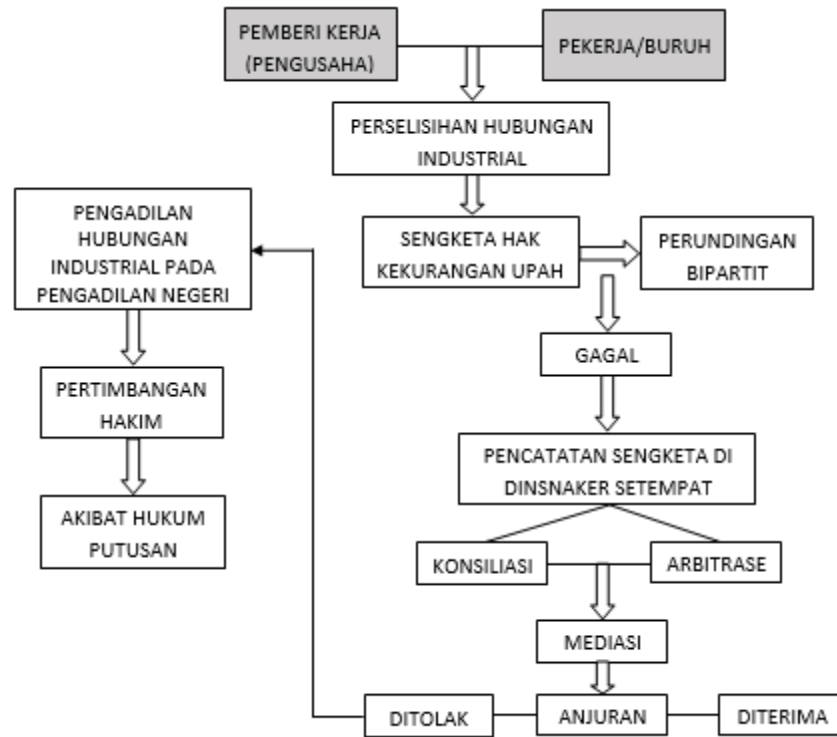 PEMBERI KERJA
(PENGUSAHA)
PEKERJA/BURUH
PERSELISIHAN HUBUNGAN
INDUSTRIAL
SENGKETA HAK
KEKURANGAN UPAH
PERUNDINGAN
BIPARTIT
GAGAL
PENCATATAN SENGKETA DI
DINSNAKER SETEMPAT
KONSILIASI
ARBITRASE
MEDIASI
DITOLAK
ANJURAN
DITERIMA
PENGADILAN
HUBUNGAN
INDUSTRIAL PADA
PENGADILAN NEGERI
PERTIMBANGAN
HAKIM
AKIBAT HUKUM
PUTUSAN